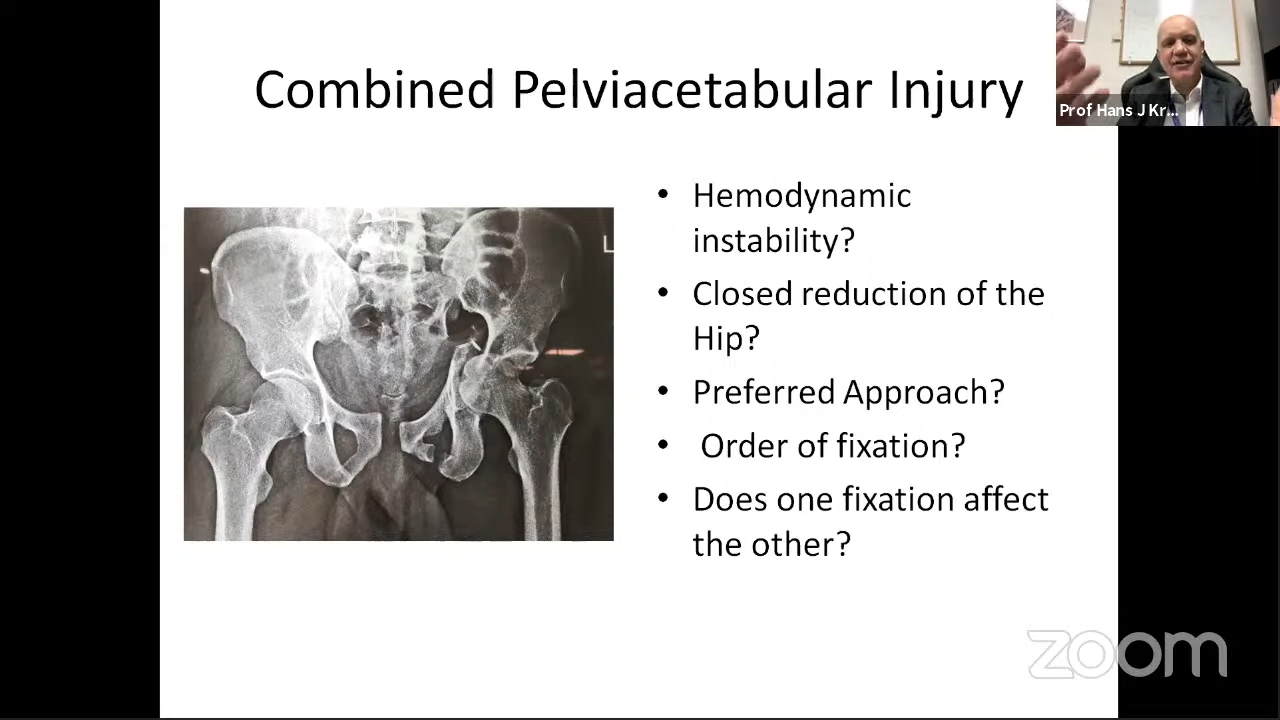 Combined Pelviacetabular Injury
Prof Hans J Kr...
• Hemodynamic
instability?
• Closed reduction of the
Hip?
• Preferred Approach?
• Order of fixation?
• Does one fixation affect
the other?
L
zoom